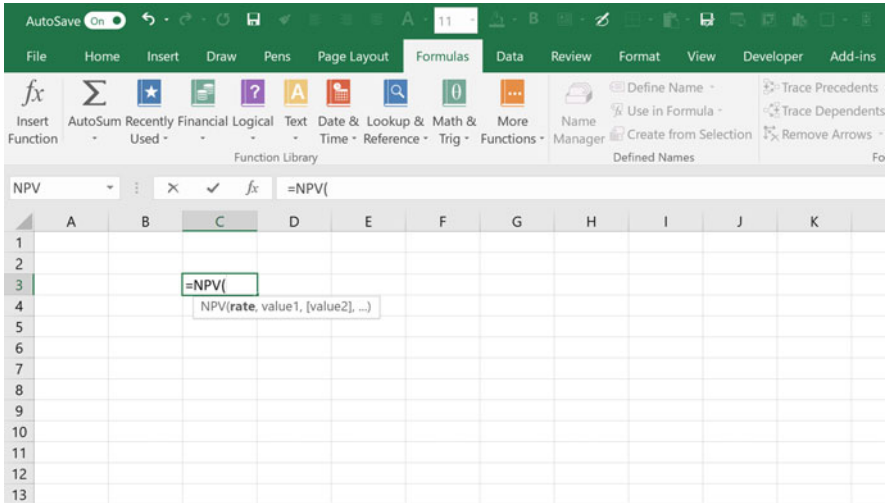 AutoSave On A 11 B
File Home Insert Draw Pens Page Layout Formulas Data Review Format View Developer Add-ins
fx Σ ? A θ
Insert Function
AutoSum
Recently Used
Financial
Logical
Text
Date & Time
Lookup & Reference
Math & Trig
More Functions
Function Library
Name Manager
Define Name
Use in Formula
Create from Selection
Defined Names
Trace Precedents
Trace Dependents
Remove Arrows
Fo
NPV fx =NPV(
A B C D E F G H I J K
1
2
3 =NPV(
4 NPV(rate, value1, [value2], ...)
5
6
7
8
9
10
11
12
13